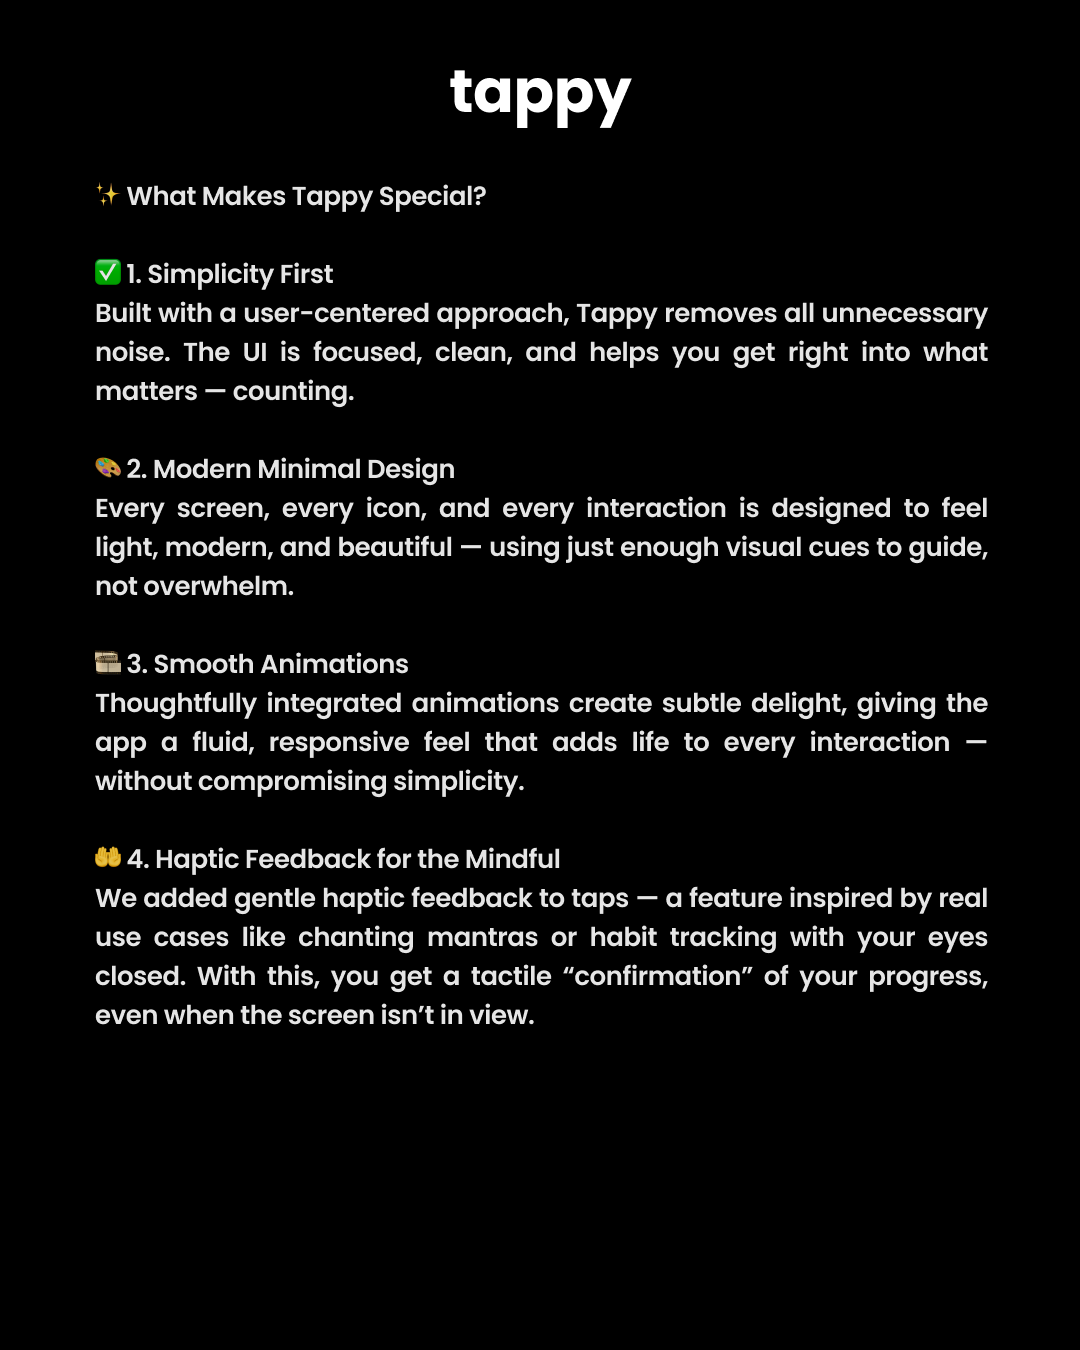 tappy
✨ What Makes Tappy Special?
✅ 1. Simplicity First
Built with a user-centered approach, Tappy removes all unnecessary
noise. The UI is focused, clean, and helps you get right into what
matters — counting.
🎨 2. Modern Minimal Design
Every screen, every icon, and every interaction is designed to feel
light, modern, and beautiful — using just enough visual cues to guide,
not overwhelm.
🎞 3. Smooth Animations
Thoughtfully integrated animations create subtle delight, giving the
app a fluid, responsive feel that adds life to every interaction —
without compromising simplicity.
🤲 4. Haptic Feedback for the Mindful
We added gentle haptic feedback to taps — a feature inspired by real
use cases like chanting mantras or habit tracking with your eyes
closed. With this, you get a tactile “confirmation” of your progress,
even when the screen isn’t in view.